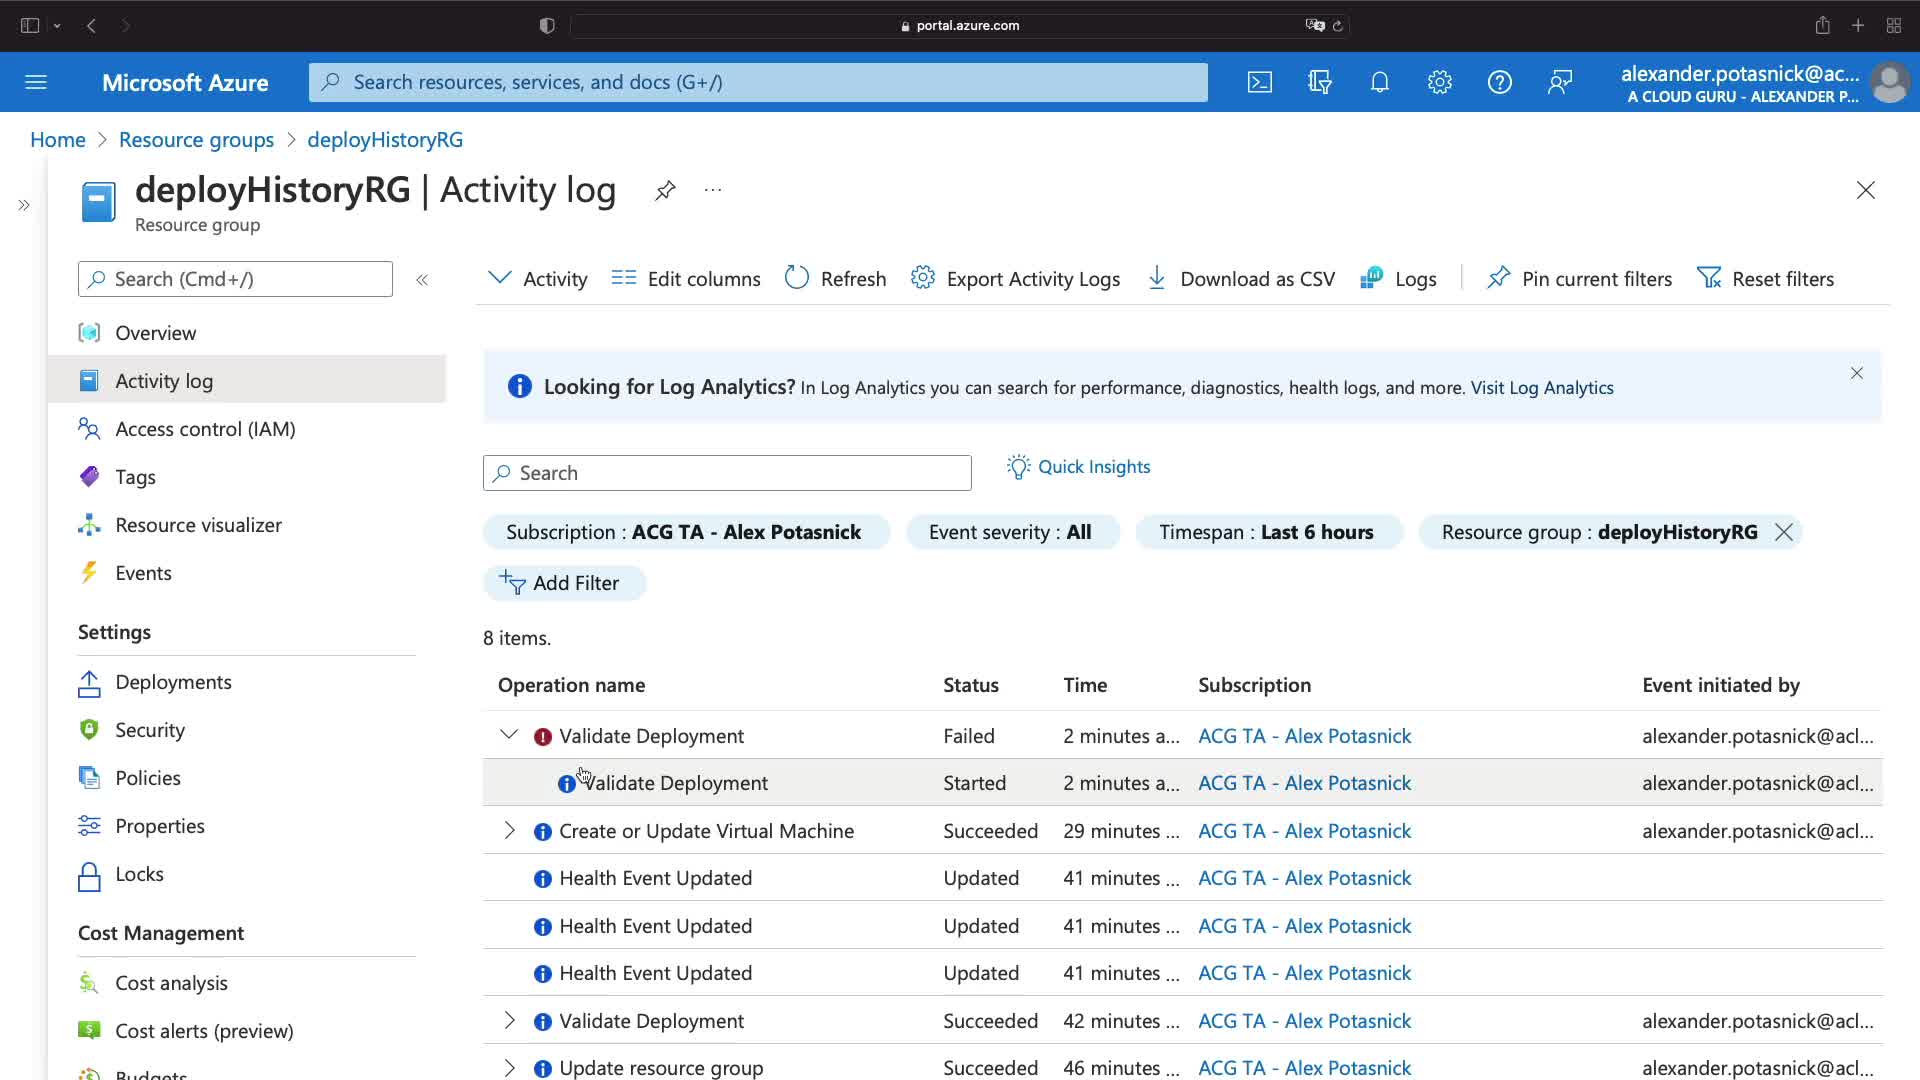 portal.azure.com
Microsoft Azure
Search resources, services, and docs (G+/)
alexander.potasnick@ac...
A CLOUD GURU - ALEXANDER P...
Home > Resource groups > deployHistoryRG
deployHistoryRG | Activity log
Resource group
Search (Cmd+/)
Activity Edit columns Refresh Export Activity Logs Download as CSV Logs Pin current filters Reset filters
Overview
Activity log
Access control (IAM)
Tags
Resource visualizer
Events
Settings
Deployments
Security
Policies
Properties
Locks
Cost Management
Cost analysis
Cost alerts (preview)
Budgets
Looking for Log Analytics? In Log Analytics you can search for performance, diagnostics, health logs, and more. Visit Log Analytics
Search
Quick Insights
Subscription : ACG TA - Alex Potasnick
Event severity : All
Timespan : Last 6 hours
Resource group : deployHistoryRG
Add Filter
8 items.
Operation name Status Time Subscription Event initiated by
Validate Deployment Failed 2 minutes a... ACG TA - Alex Potasnick alexander.potasnick@acl...
Validate Deployment Started 2 minutes a... ACG TA - Alex Potasnick alexander.potasnick@acl...
Create or Update Virtual Machine Succeeded 29 minutes ... ACG TA - Alex Potasnick alexander.potasnick@acl...
Health Event Updated Updated 41 minutes ... ACG TA - Alex Potasnick
Health Event Updated Updated 41 minutes ... ACG TA - Alex Potasnick
Health Event Updated Updated 41 minutes ... ACG TA - Alex Potasnick
Validate Deployment Succeeded 42 minutes ... ACG TA - Alex Potasnick alexander.potasnick@acl...
Update resource group Succeeded 46 minutes ... ACG TA - Alex Potasnick alexander.potasnick@acl...